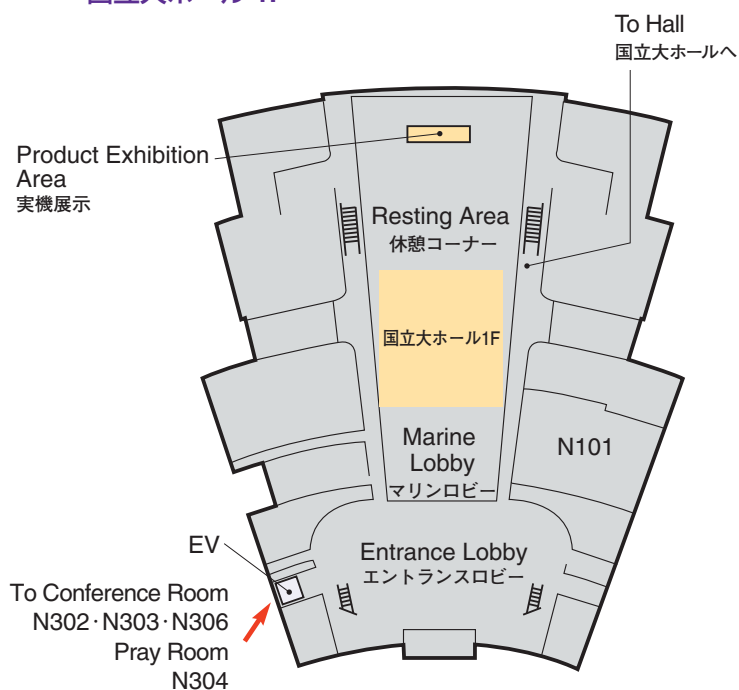 To Hall
国立大ホールへ
Product Exhibition
Area
実機展示
Resting Area
休憩コーナー
国立大ホール1F
Marine
Lobby
マリンロビー
N101
EV
Entrance Lobby
エントランスロビー
To Conference Room
N302・N303・N306
Pray Room
N304